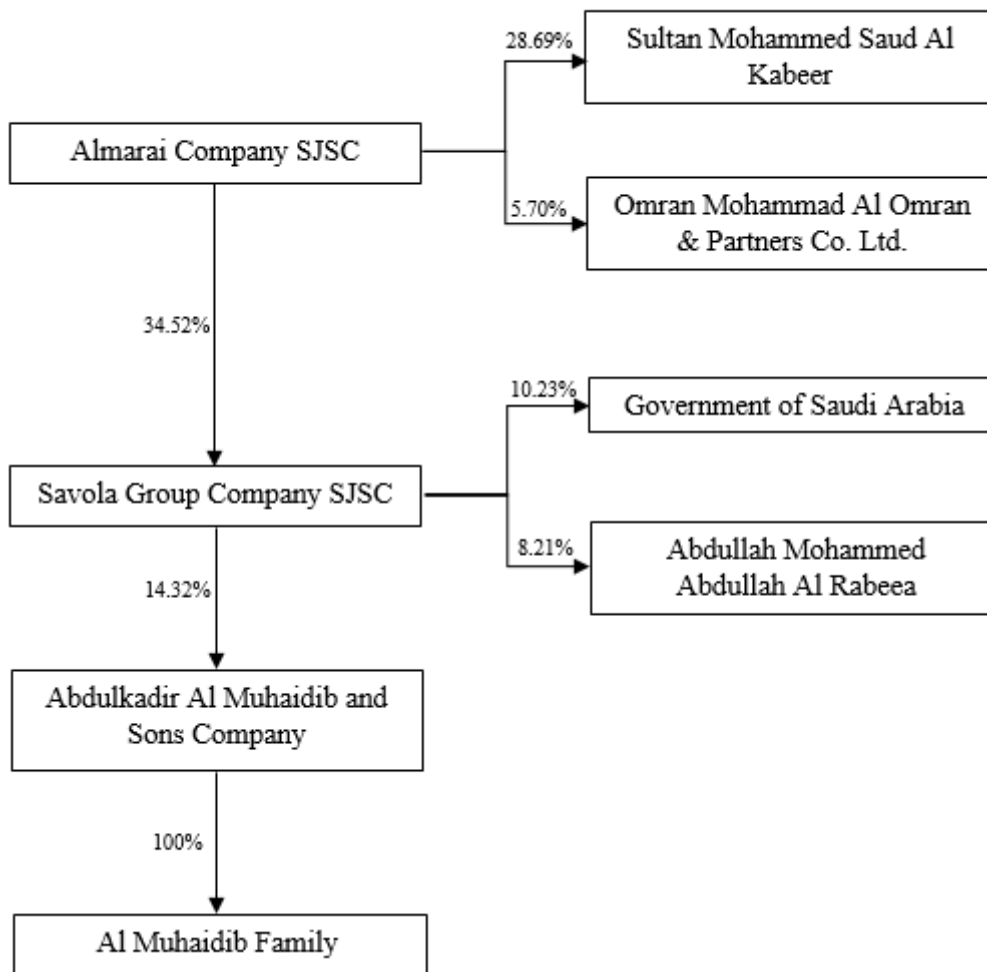 28.69%
Sultan Mohammed Saud Al
Kabeer
Almarai Company SJSC
5.70%
Omran Mohammad Al Omran
& Partners Co. Ltd.
34.52%
10.23%
Government of Saudi Arabia
Savola Group Company SJSC
8.21%
Abdullah Mohammed
Abdullah Al Rabeea
14.32%
Abdulkadir Al Muhaidib and
Sons Company
100%
Al Muhaidib Family